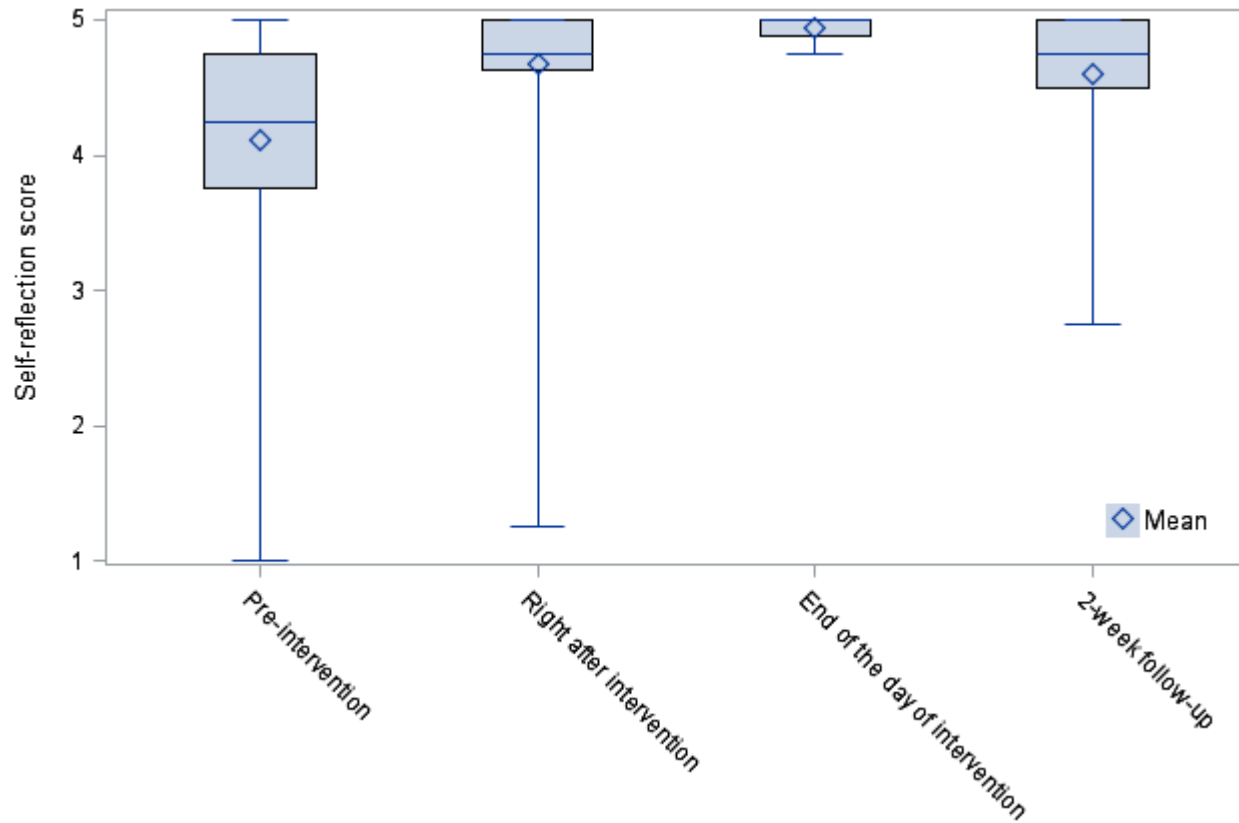 Self-reflection score
5
4
3
2
1
Mean
Pre-intervention
Right after intervention
End of the day of intervention
2-week follow-up